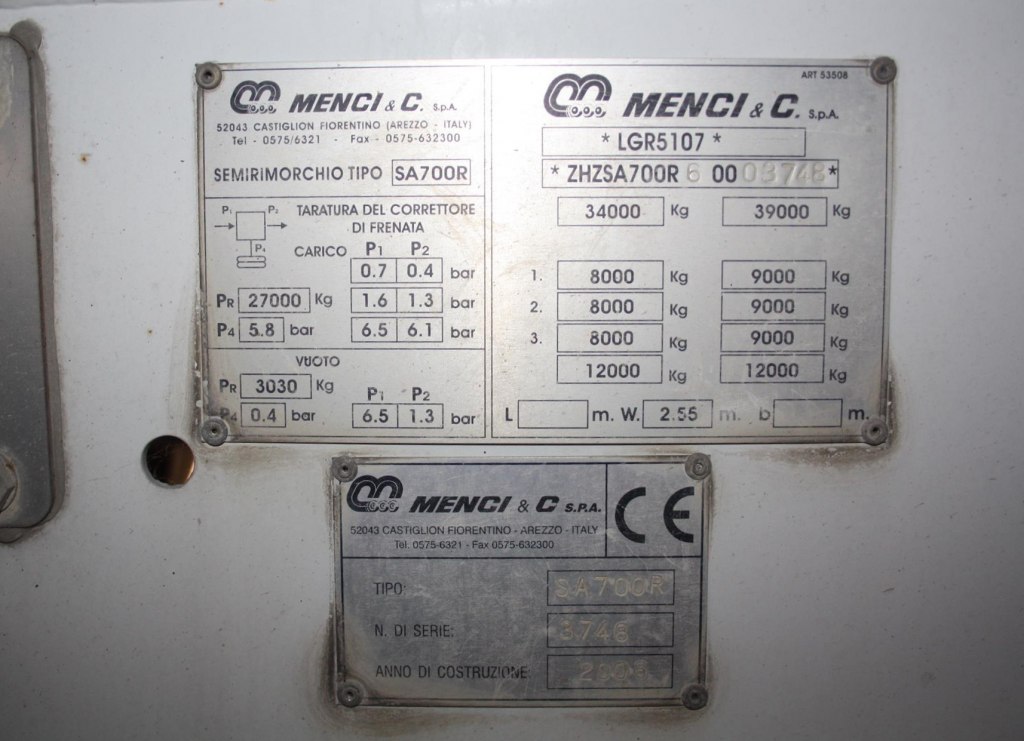 MENCI & C. S.p.A.
52043 CASTIGLION FIORENTINO (AREZZO - ITALY)
Tel - 0575/6321 - Fax - 0575-632300
SEMIRIMORCHIO TIPO SA700R
P1 P2
P4
TARATURA DEL CORRETTORE
DI FRENATA
CARICO P1 P2
0.7 0.4 bar
PR 27000 Kg 1.6 1.3 bar
P4 5.8 bar 6.5 6.1 bar
VUOTO
PR 3030 Kg P1 P2
P4 0.4 bar 6.5 1.3 bar
ART 53508
MENCI & C. S.p.A.
* LGR5107 *
* ZHZSA700R 6 00 03748 *
34000 Kg 39000 Kg
1. 8000 Kg 9000 Kg
2. 8000 Kg 9000 Kg
3. 8000 Kg 9000 Kg
12000 Kg 12000 Kg
L m. W. 2.55 m. b m.
MENCI & C S.P.A. CE
52043 CASTIGLION FIORENTINO - AREZZO - ITALY
Tel. 0575-6321 - Fax 0575-632300
TIPO: SA700R
N. DI SERIE:
ANNO DI COSTRUZIONE: